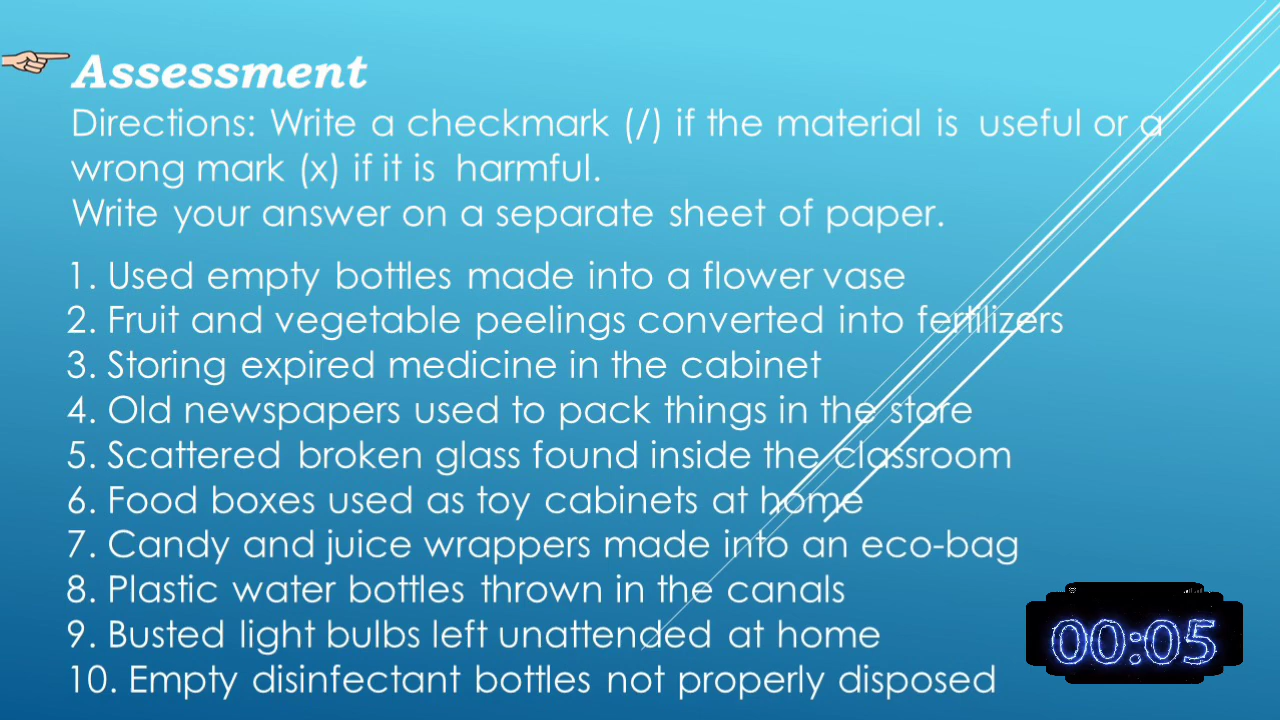 Assessment
Directions: Write a checkmark (/) if the material is useful or a
wrong mark (x) if it is harmful.
Write your answer on a separate sheet of paper.
1. Used empty bottles made into a flower vase
2. Fruit and vegetable peelings converted into fertilizers
3. Storing expired medicine in the cabinet
4. Old newspapers used to pack things in the store
5. Scattered broken glass found inside the classroom
6. Food boxes used as toy cabinets at home
7. Candy and juice wrappers made into an eco-bag
8. Plastic water bottles thrown in the canals
9. Busted light bulbs left unattended at home
10. Empty disinfectant bottles not properly disposed
00:05